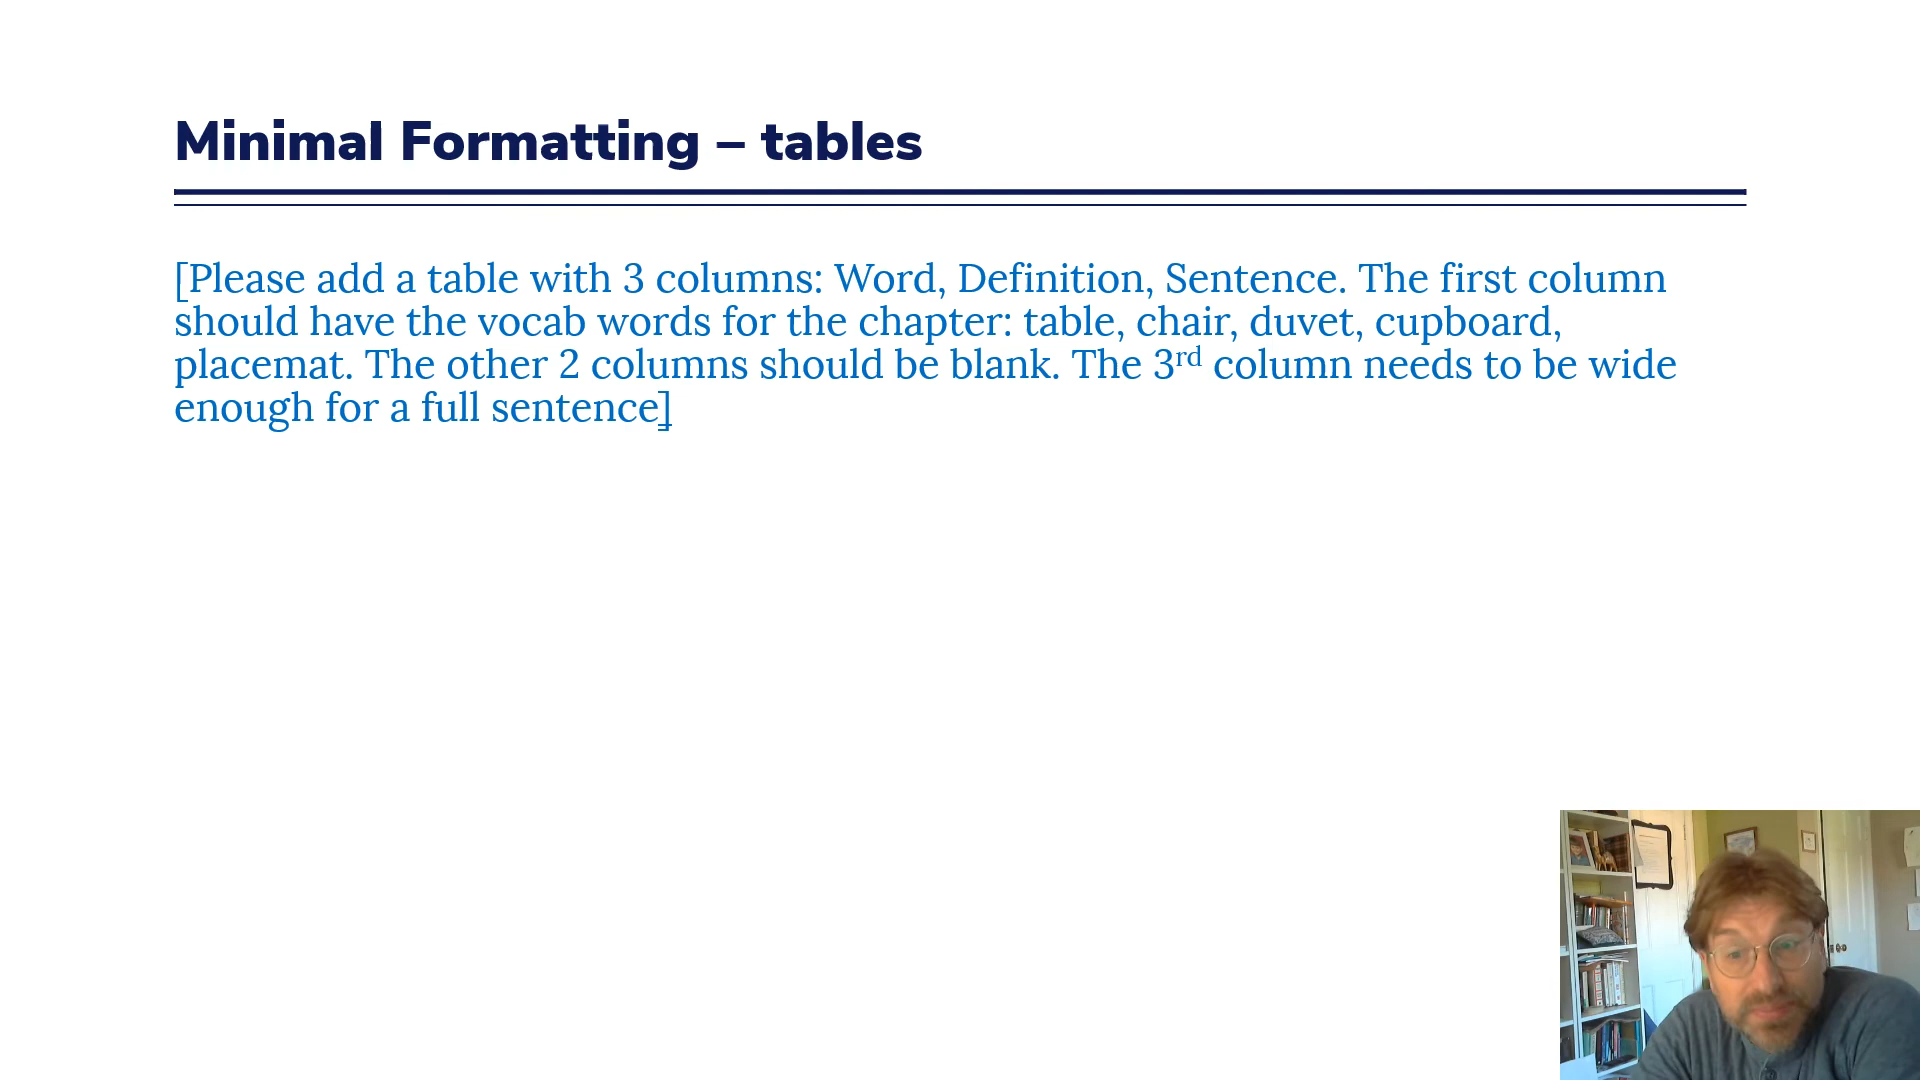 Minimal Formatting – tables
[Please add a table with 3 columns: Word, Definition, Sentence. The first column
should have the vocab words for the chapter: table, chair, duvet, cupboard,
placemat. The other 2 columns should be blank. The 3rd column needs to be wide
enough for a full sentence]